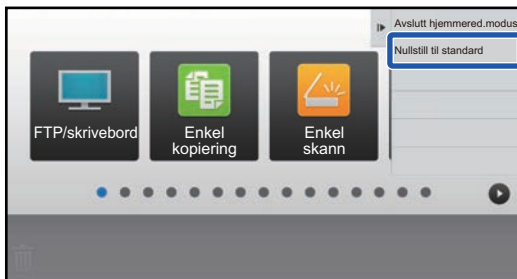 Avslutt hjemmered.modus
Nullstill til standard
FTP/skrivebord
Enkel
kopiering
Enkel
skann